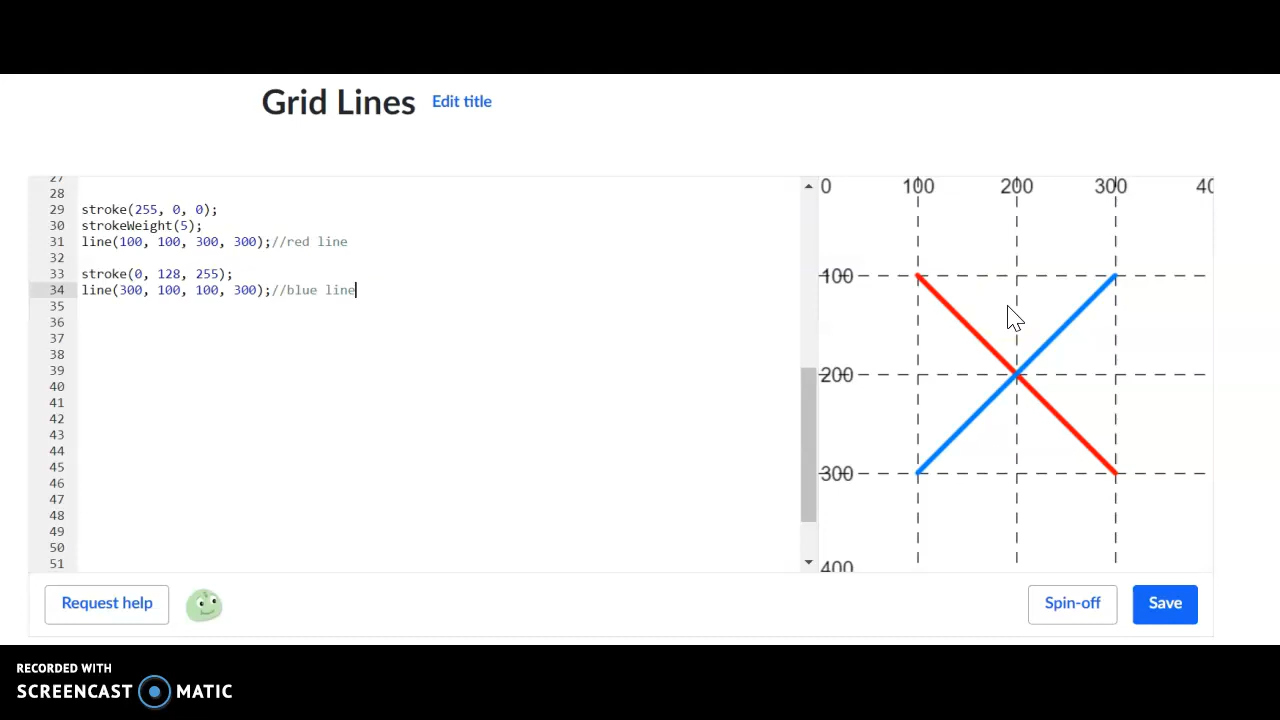 Grid Lines Edit title
27
28
29 stroke(255, 0, 0);
30 strokeWeight(5);
31 line(100, 100, 300, 300);//red line
32
33 stroke(0, 128, 255);
34 line(300, 100, 100, 300);//blue line
35
36
37
38
39
40
41
42
43
44
45
46
47
48
49
50
51
0 100 200 300 40
100
200
300
400
Request help
Spin-off Save
RECORDED WITH
SCREENCAST MATIC